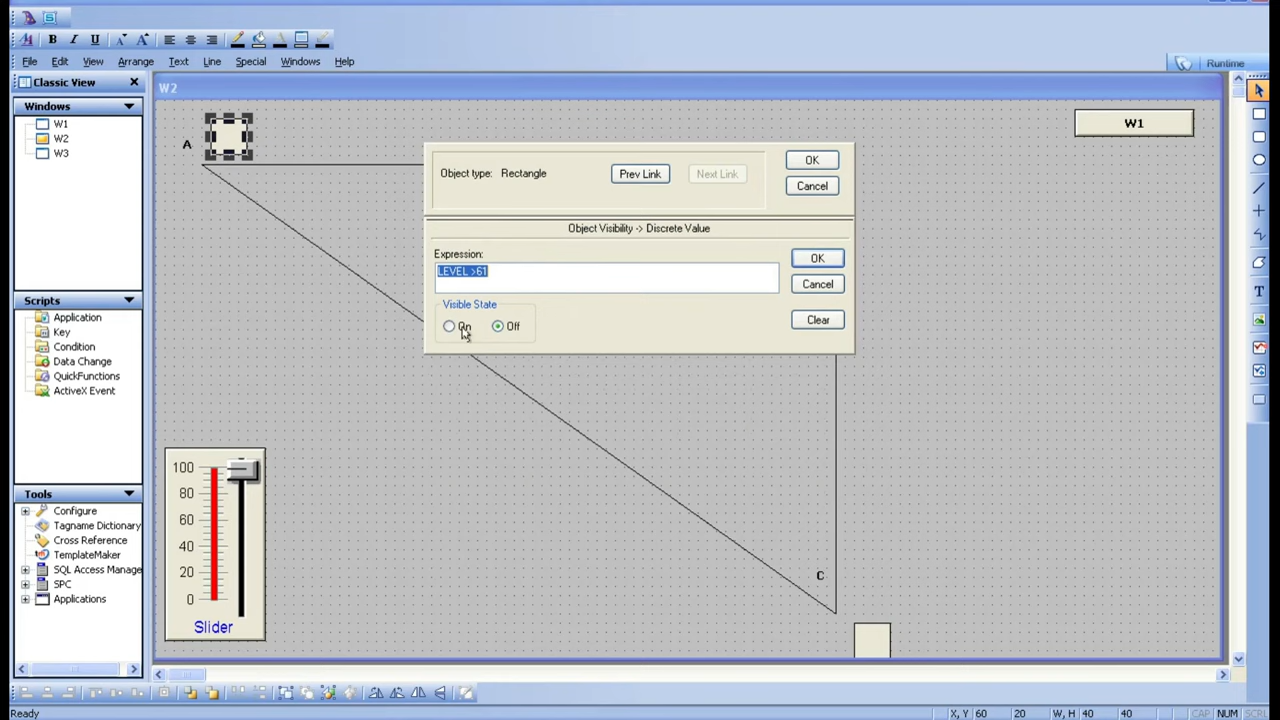 B I U
File Edit View Arrange Text Line Special Windows Help
Runtime
Classic View
W2
Windows
W1
W2
W3
A
W1
Object type: Rectangle
Prev Link
Next Link
OK
Cancel
Object Visibility -> Discrete Value
Expression:
LEVEL >61
OK
Cancel
Clear
Visible State
On
Off
Scripts
Application
Key
Condition
Data Change
QuickFunctions
ActiveX Event
Tools
Configure
Tagname Dictionary
Cross Reference
TemplateMaker
SQL Access Manage
SPC
Applications
100
80
60
40
20
0
Slider
C
Ready
X, Y 60 20 W, H 40 40 CAP NUM